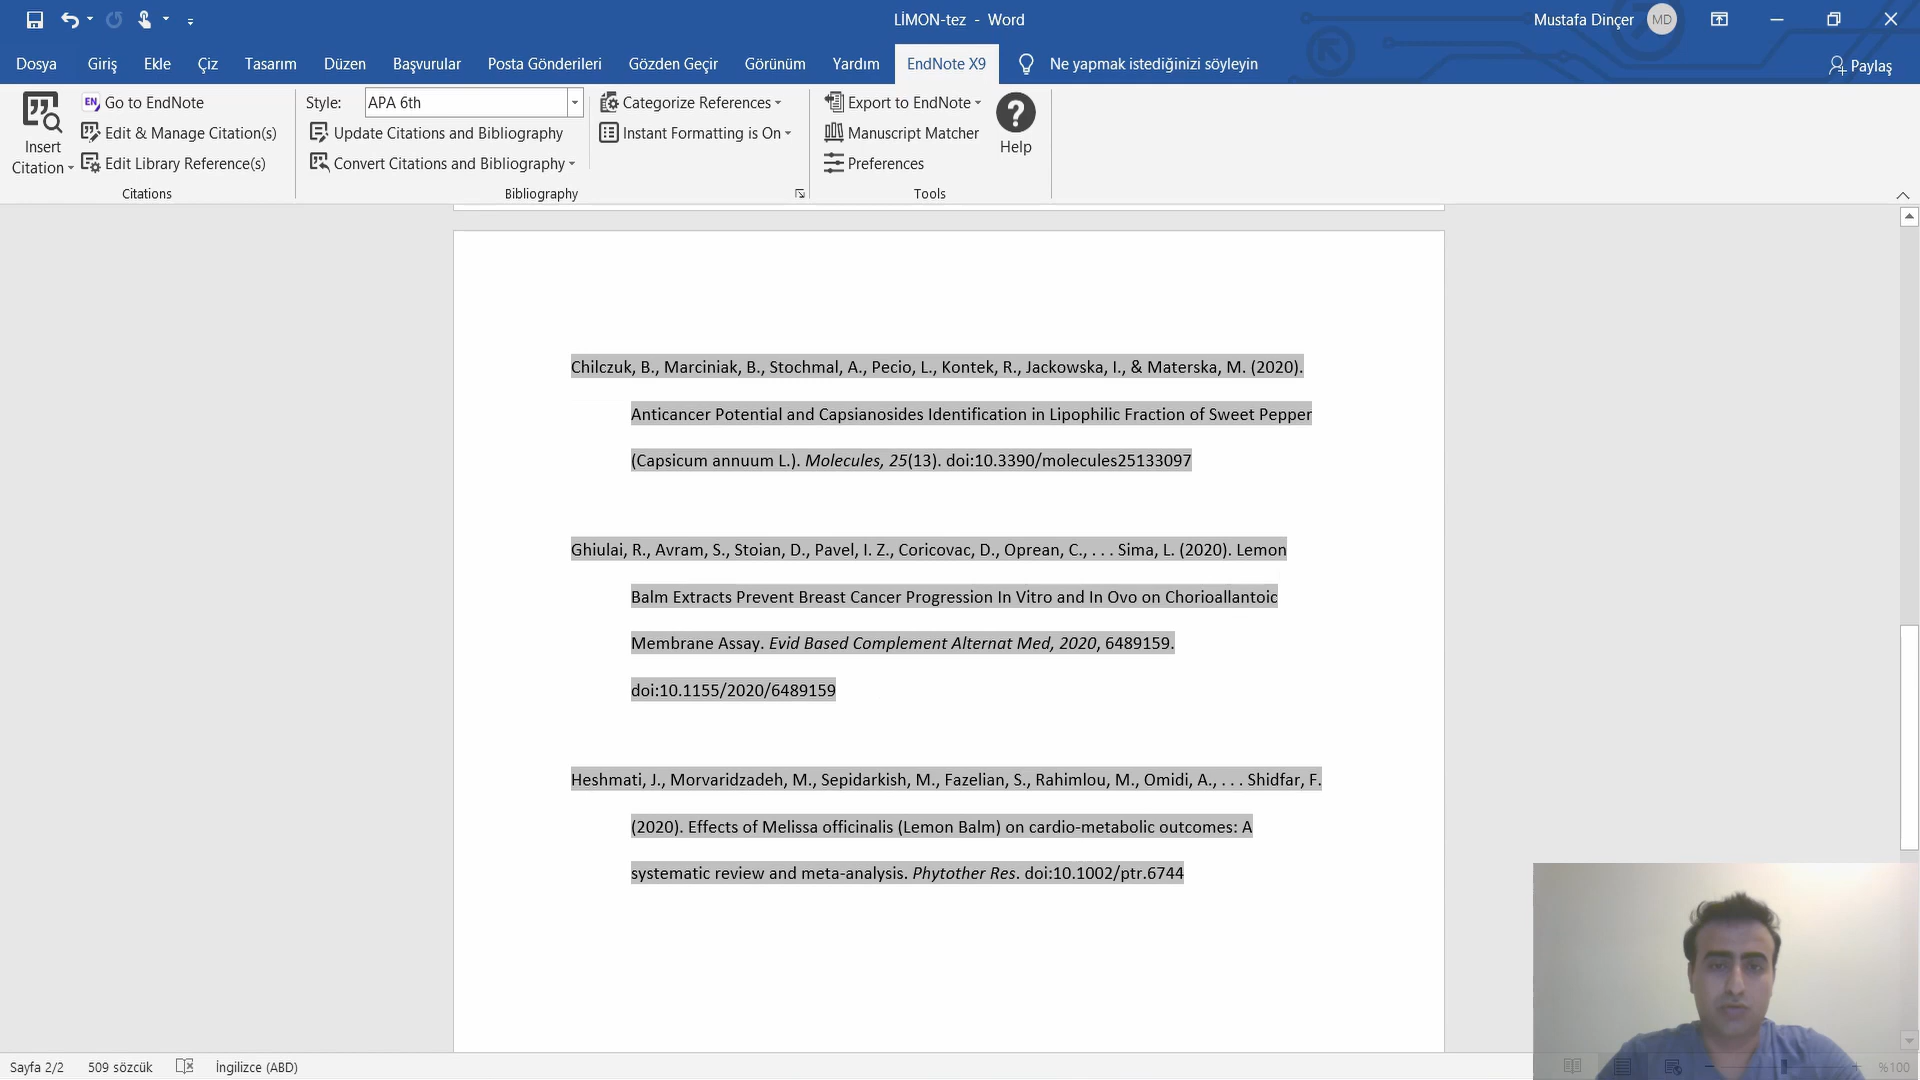 LİMON-tez - Word
Mustafa Dinçer
MD
Dosya Giriş Ekle Çiz Tasarım Düzen Başvurular Posta Gönderileri Gözden Geçir Görünüm Yardım EndNote X9 Ne yapmak istediğinizi söyleyin Paylaş
Insert
Citation
EN Go to EndNote
Edit & Manage Citation(s)
Edit Library Reference(s)
Citations
Style: APA 6th
Update Citations and Bibliography
Convert Citations and Bibliography
Categorize References
Instant Formatting is On
Bibliography
Export to EndNote
Manuscript Matcher
Preferences
?
Help
Tools
Chilczuk, B., Marciniak, B., Stochmal, A., Pecio, L., Kontek, R., Jackowska, I., & Materska, M. (2020).
Anticancer Potential and Capsianosides Identification in Lipophilic Fraction of Sweet Pepper
(Capsicum annuum L.). Molecules, 25(13). doi:10.3390/molecules25133097
Ghiulai, R., Avram, S., Stoian, D., Pavel, I. Z., Coricovac, D., Oprean, C., . . . Sima, L. (2020). Lemon
Balm Extracts Prevent Breast Cancer Progression In Vitro and In Ovo on Chorioallantoic
Membrane Assay. Evid Based Complement Alternat Med, 2020, 6489159.
doi:10.1155/2020/6489159
Heshmati, J., Morvaridzadeh, M., Sepidarkish, M., Fazelian, S., Rahimlou, M., Omidi, A., . . . Shidfar, F.
(2020). Effects of Melissa officinalis (Lemon Balm) on cardio-metabolic outcomes: A
systematic review and meta-analysis. Phytother Res. doi:10.1002/ptr.6744
Sayfa 2/2 509 sözcük İngilizce (ABD) %100